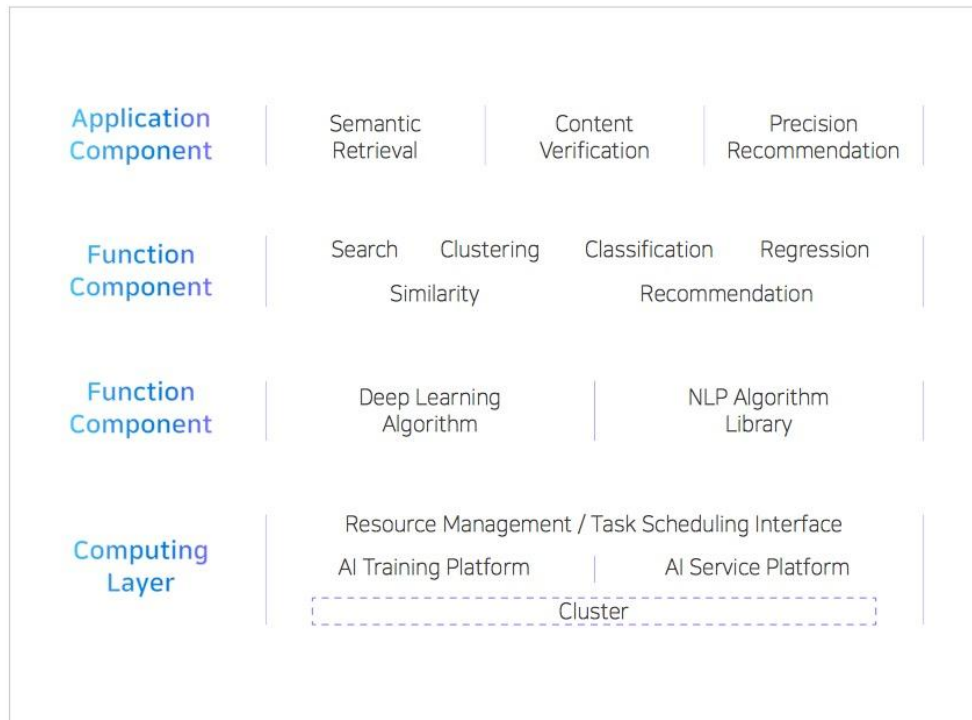 Application
Component
Semantic
Retrieval
Content
Verification
Precision
Recommendation
Function
Component
Search Clustering Classification Regression
Similarity Recommendation
Function
Component
Deep Learning
Algorithm
NLP Algorithm
Library
Computing
Layer
Resource Management / Task Scheduling Interface
AI Training Platform AI Service Platform
Cluster